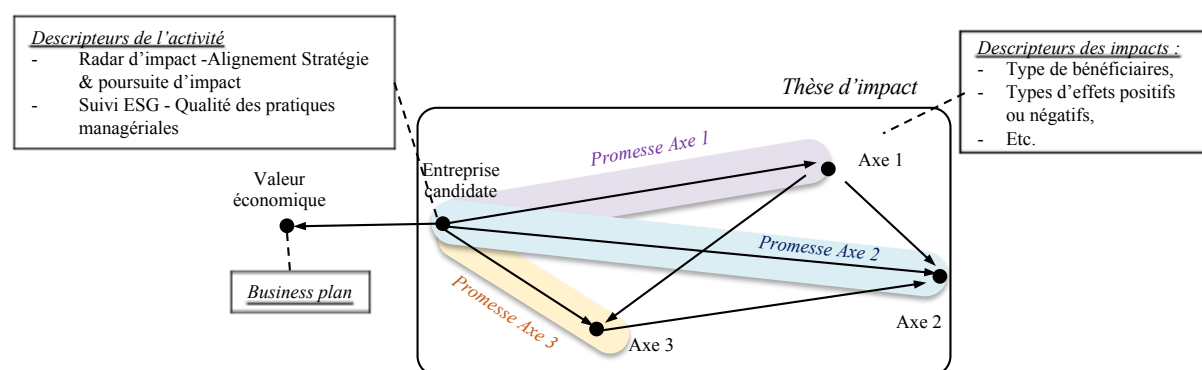 Descripteurs de l’activité
- Radar d’impact -Alignement Stratégie
& poursuite d’impact
- Suivi ESG - Qualité des pratiques
managériales
Descripteurs des impacts :
- Type de bénéficiaires,
- Types d’effets positifs
ou négatifs,
- Etc.
Thèse d’impact
Promesse Axe 1
Axe 1
Entreprise
candidate
Valeur
économique
Promesse Axe 2
Business plan
Promesse Axe 3
Axe 2
Axe 3